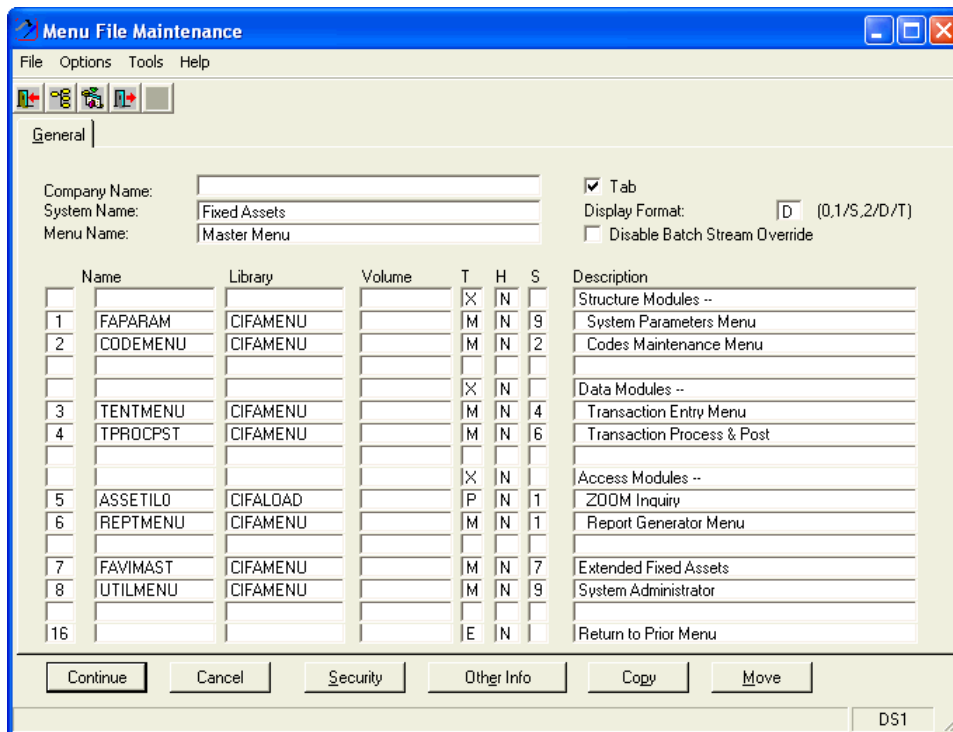 Menu File Maintenance
File Options Tools Help
General
Company Name:
Tab
System Name: Fixed Assets
Display Format: D (0,1/S,2/D/T)
Menu Name: Master Menu
Disable Batch Stream Override
Name Library Volume T H S Description
X N Structure Modules --
1 FAPARAM CIFAMENU M N 9 System Parameters Menu
2 CODEMENU CIFAMENU M N 2 Codes Maintenance Menu
X N Data Modules --
3 TENTMENU CIFAMENU M N 4 Transaction Entry Menu
4 TPROCPST CIFAMENU M N 6 Transaction Process & Post
X N Access Modules --
5 ASSETIL0 CIFALOAD P N 1 ZOOM Inquiry
6 REPTMENU CIFAMENU M N 1 Report Generator Menu
7 FAVIMAST CIFAMENU M N 7 Extended Fixed Assets
8 UTILMENU CIFAMENU M N 9 System Administrator
16 E N Return to Prior Menu
Continue Cancel Security Other Info Copy Move
DS1